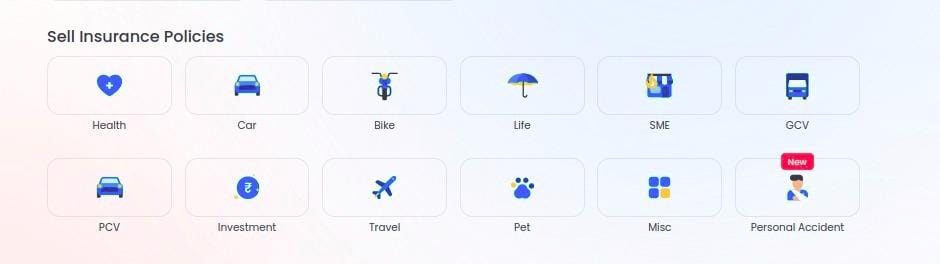 Sell Insurance Policies
Health
Car
Bike
Life
SME
GCV
New
PCV
Investment
Travel
Pet
Misc
Personal Accident